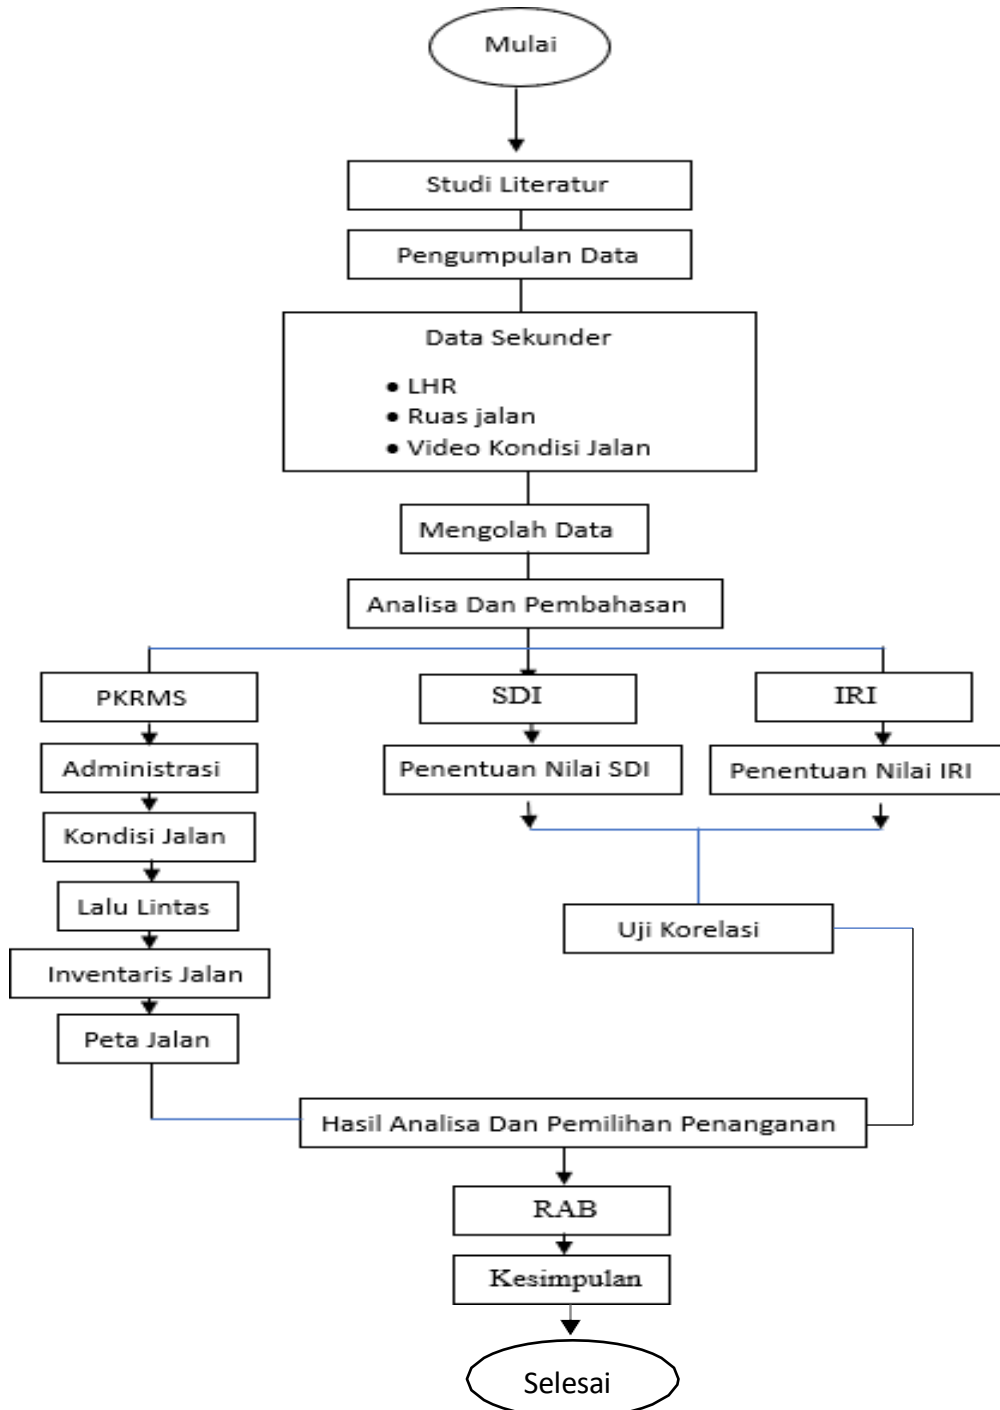 Mulai
Studi Literatur
Pengumpulan Data
Data Sekunder
● LHR
● Ruas jalan
● Video Kondisi Jalan
Mengolah Data
Analisa Dan Pembahasan
PKRMS
SDI
IRI
Administrasi
Penentuan Nilai SDI
Penentuan Nilai IRI
Kondisi Jalan
Lalu Lintas
Uji Korelasi
Inventaris Jalan
Peta Jalan
Hasil Analisa Dan Pemilihan Penanganan
RAB
Kesimpulan
Selesai